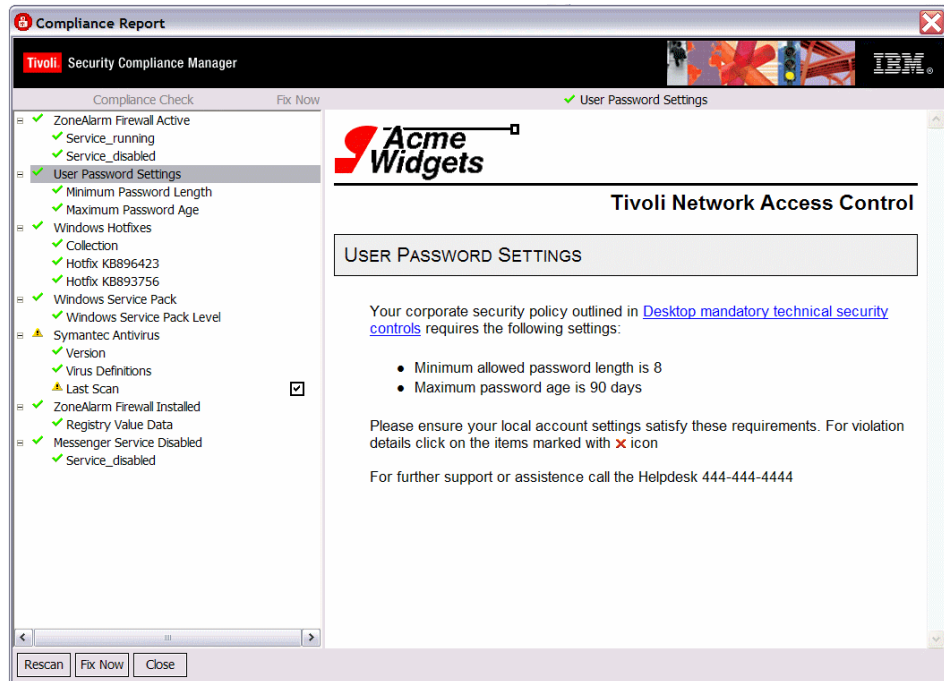 Compliance Report
Tivoli. Security Compliance Manager
IBM®
Compliance Check Fix Now
User Password Settings
ZoneAlarm Firewall Active
Service_running
Service_disabled
User Password Settings
Minimum Password Length
Maximum Password Age
Windows Hotfixes
Collection
Hotfix KB896423
Hotfix KB893756
Windows Service Pack
Windows Service Pack Level
Symantec Antivirus
Version
Virus Definitions
Last Scan
ZoneAlarm Firewall Installed
Registry Value Data
Messenger Service Disabled
Service_disabled
Acme
Widgets
Tivoli Network Access Control
USER PASSWORD SETTINGS
Your corporate security policy outlined in Desktop mandatory technical security
controls requires the following settings:
• Minimum allowed password length is 8
• Maximum password age is 90 days
Please ensure your local account settings satisfy these requirements. For violation
details click on the items marked with x icon
For further support or assistence call the Helpdesk 444-444-4444
Rescan Fix Now Close